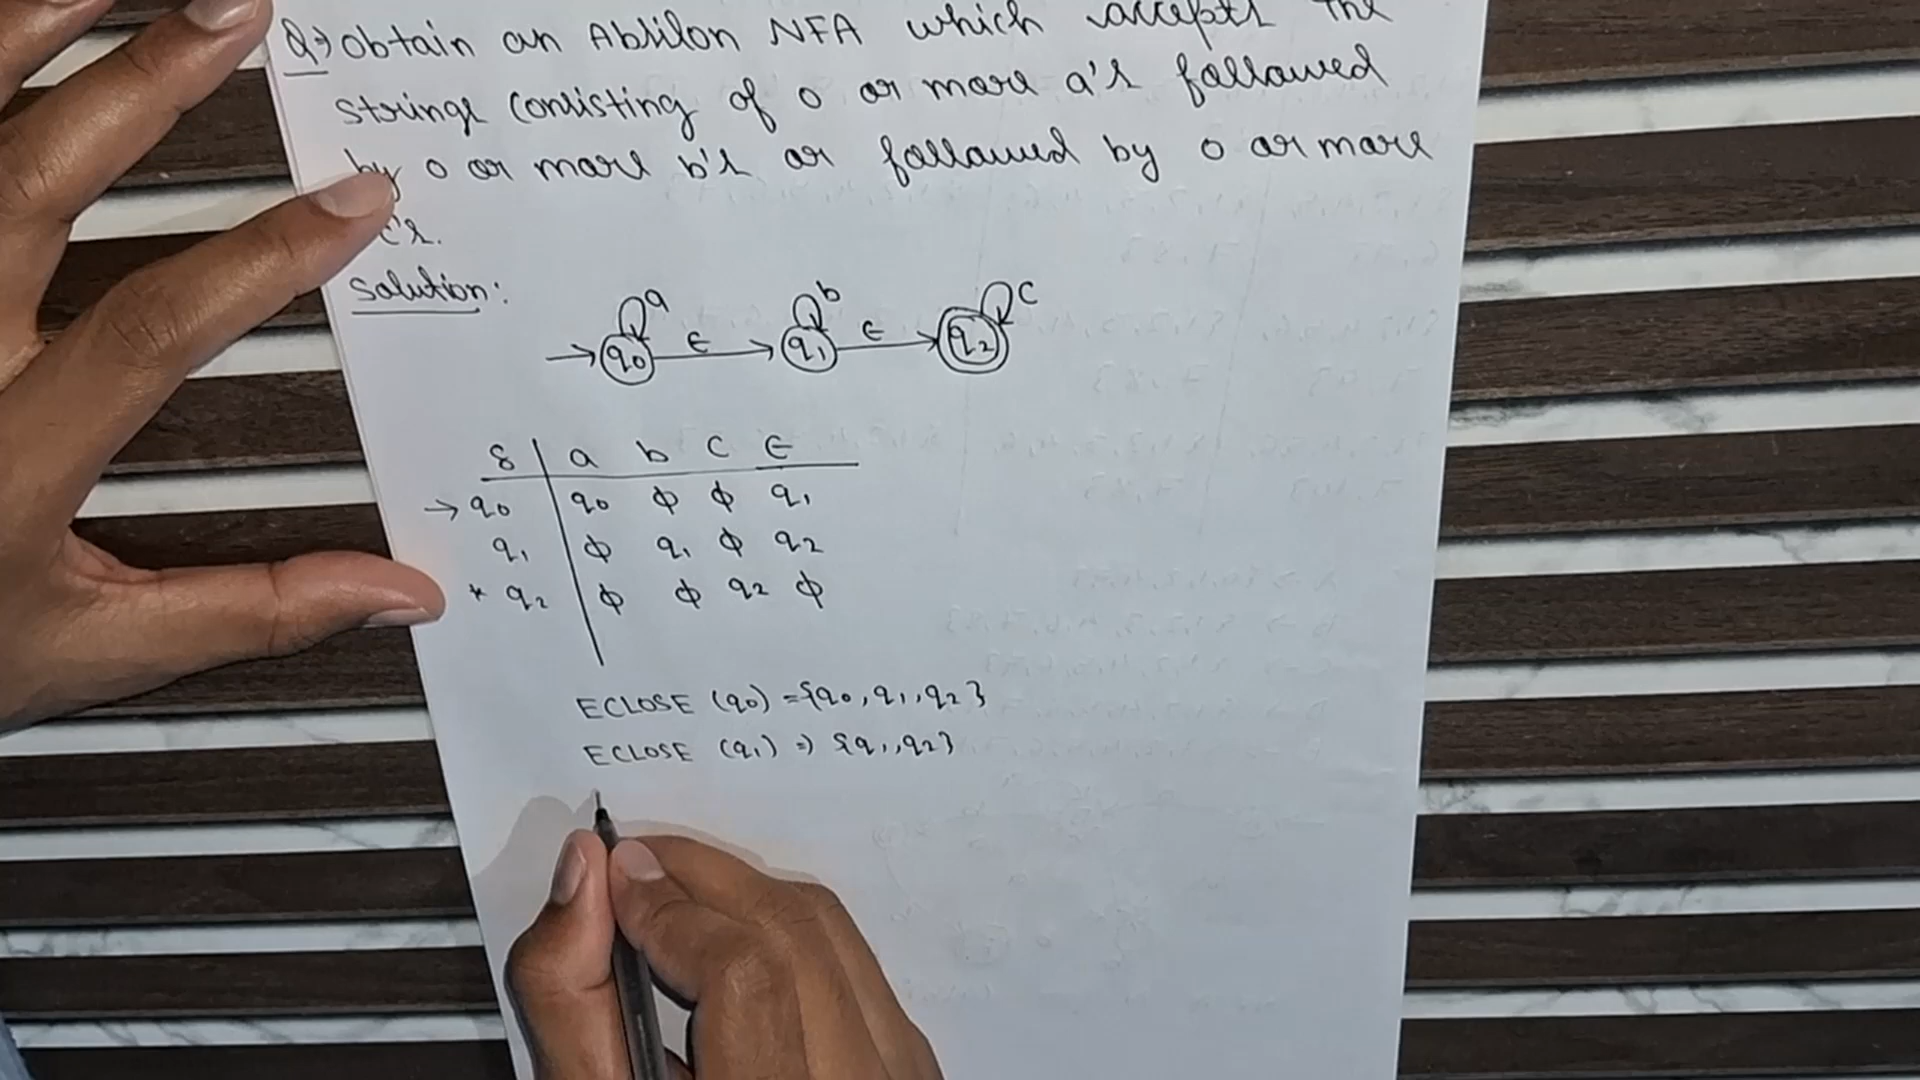 Q→ Obtain an Absilon NFA which accepts the
strings consisting of 0 or more a's followed
by 0 or more b's or followed by 0 or more
c's.
Solution:
a b c
→ q0 ∈ q1 ∈ q2
δ a b c ∈
→ q0 q0 ϕ ϕ q1
q1 ϕ q1 ϕ q2
* q2 ϕ ϕ q2 ϕ
ECLOSE (q0) = {q0, q1, q2}
ECLOSE (q1) => {q1, q2}